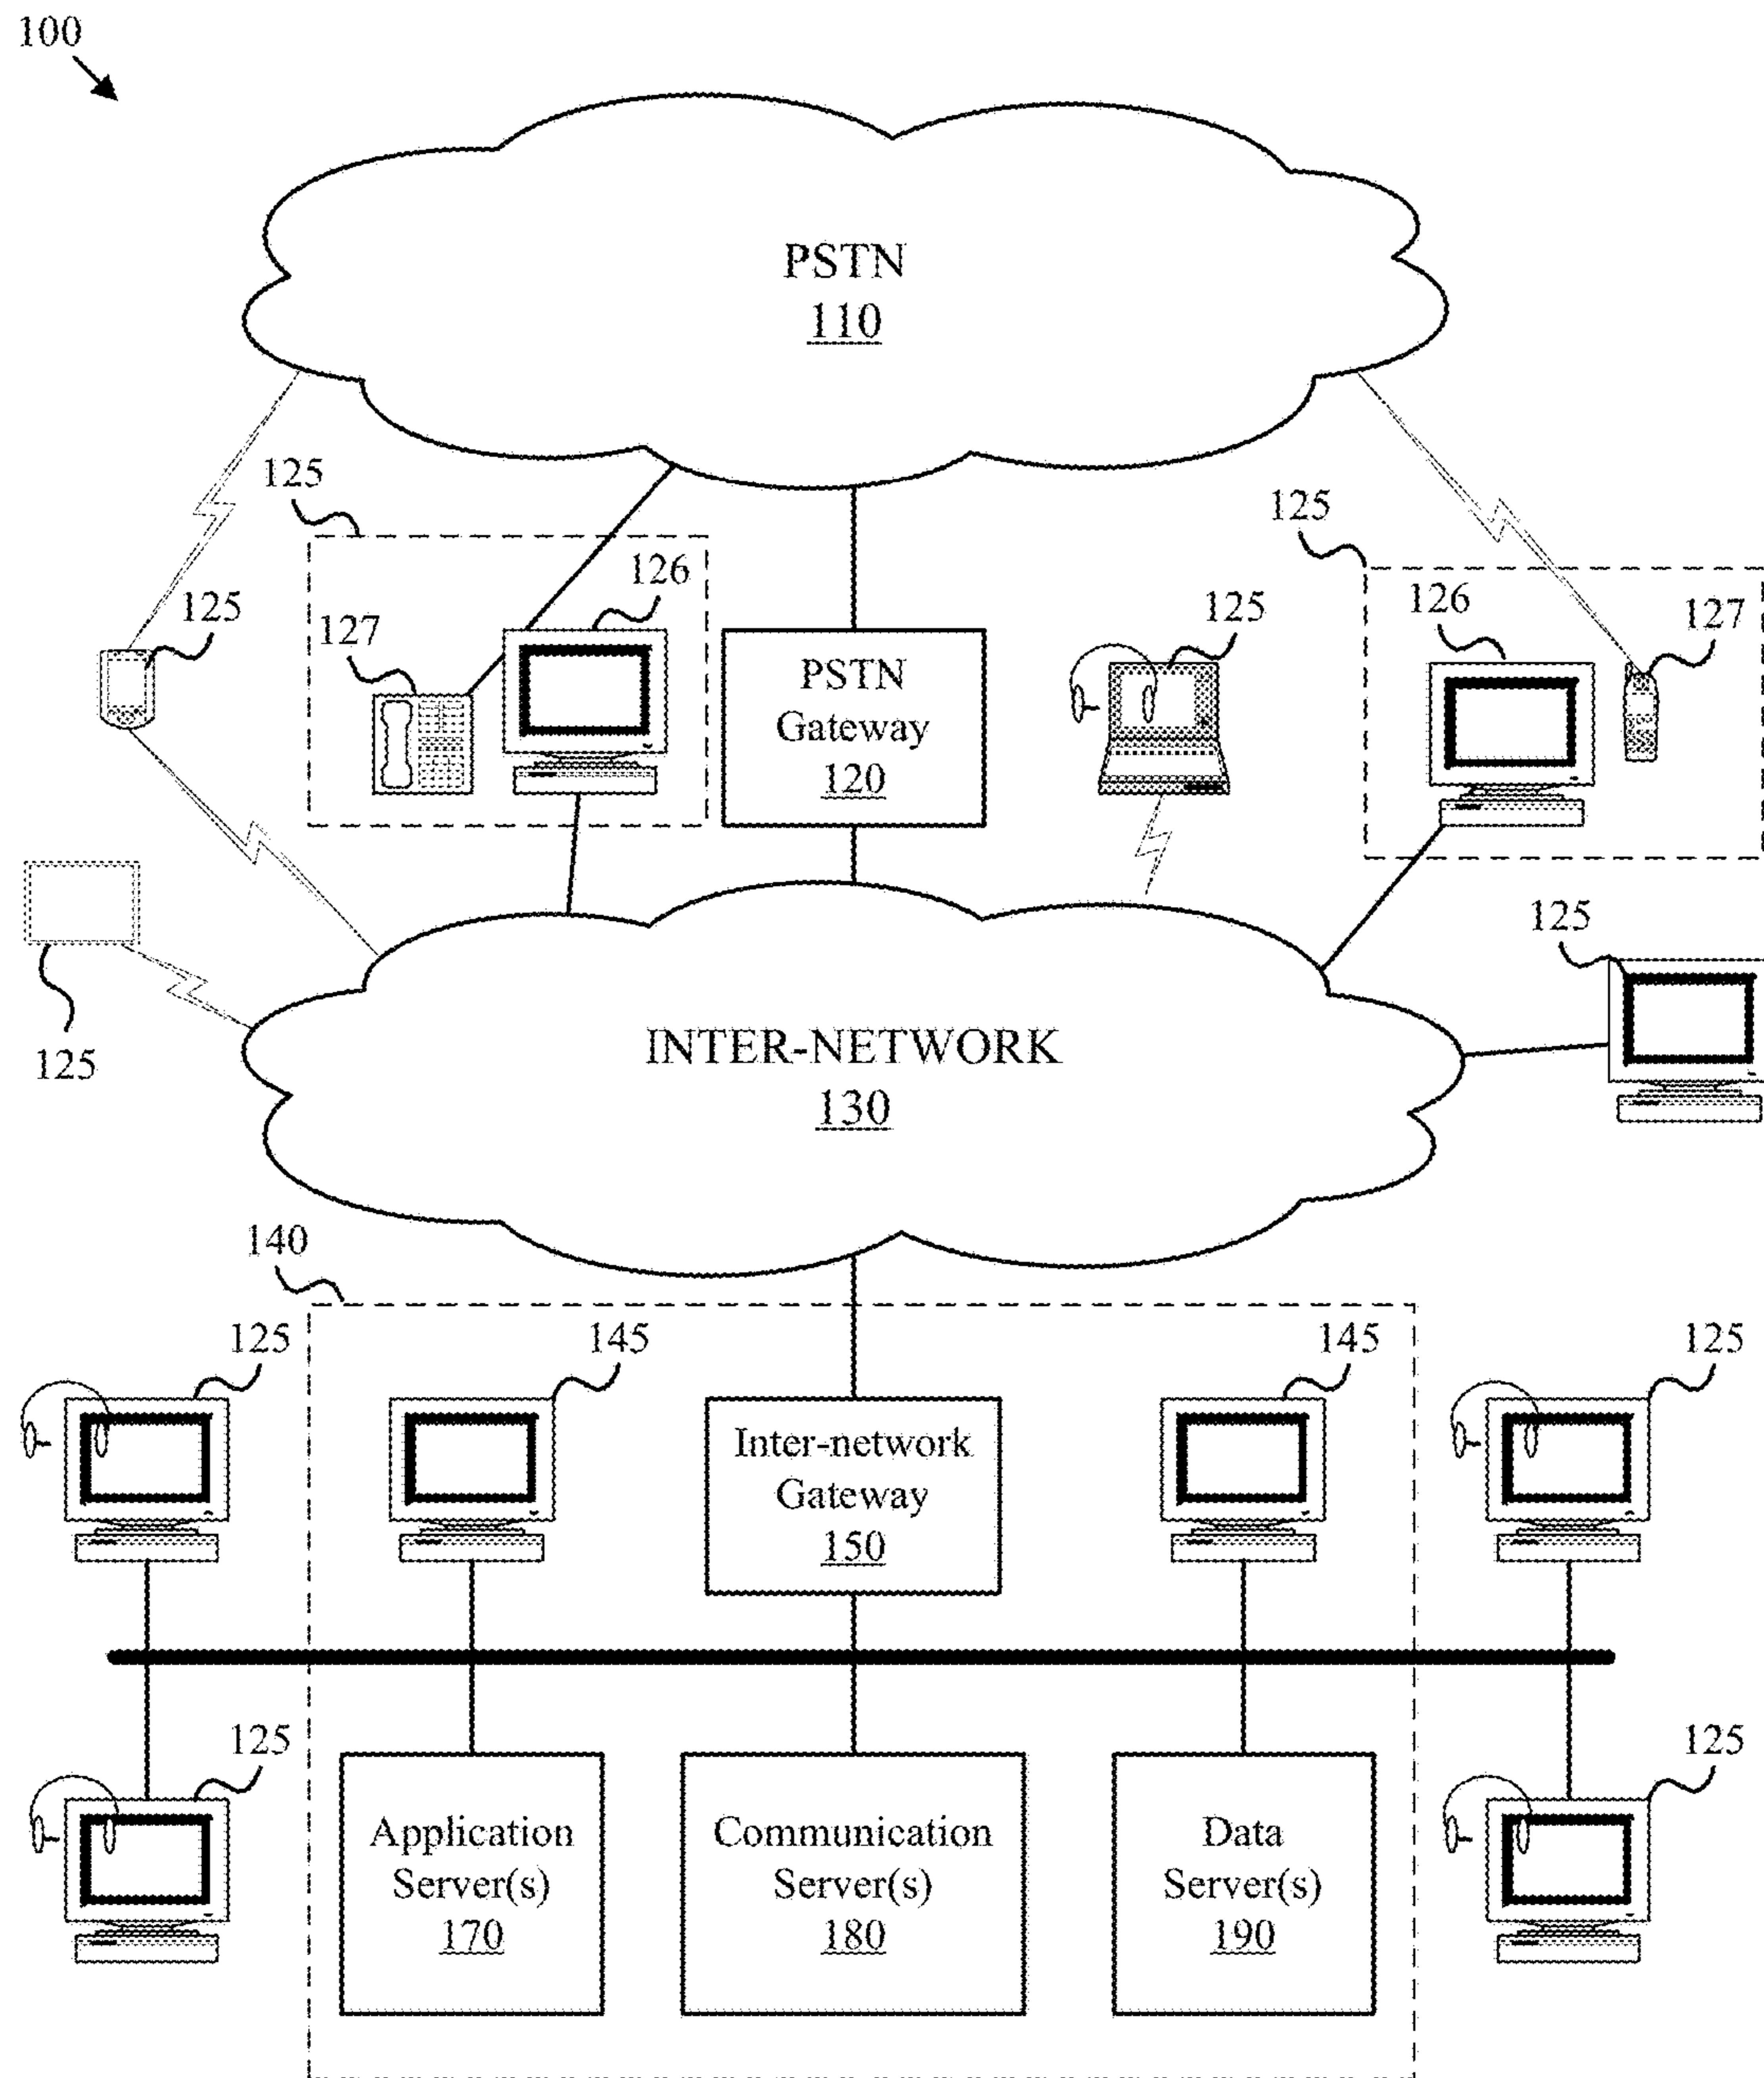 100
PSTN
110
125
125
125
126
127
PSTN
Gateway
120
125
126
127
125
125
INTER-NETWORK
130
140
125
145
145
125
Inter-network
Gateway
150
125
125
Application
Server(s)
170
Communication
Server(s)
180
Data
Server(s)
190